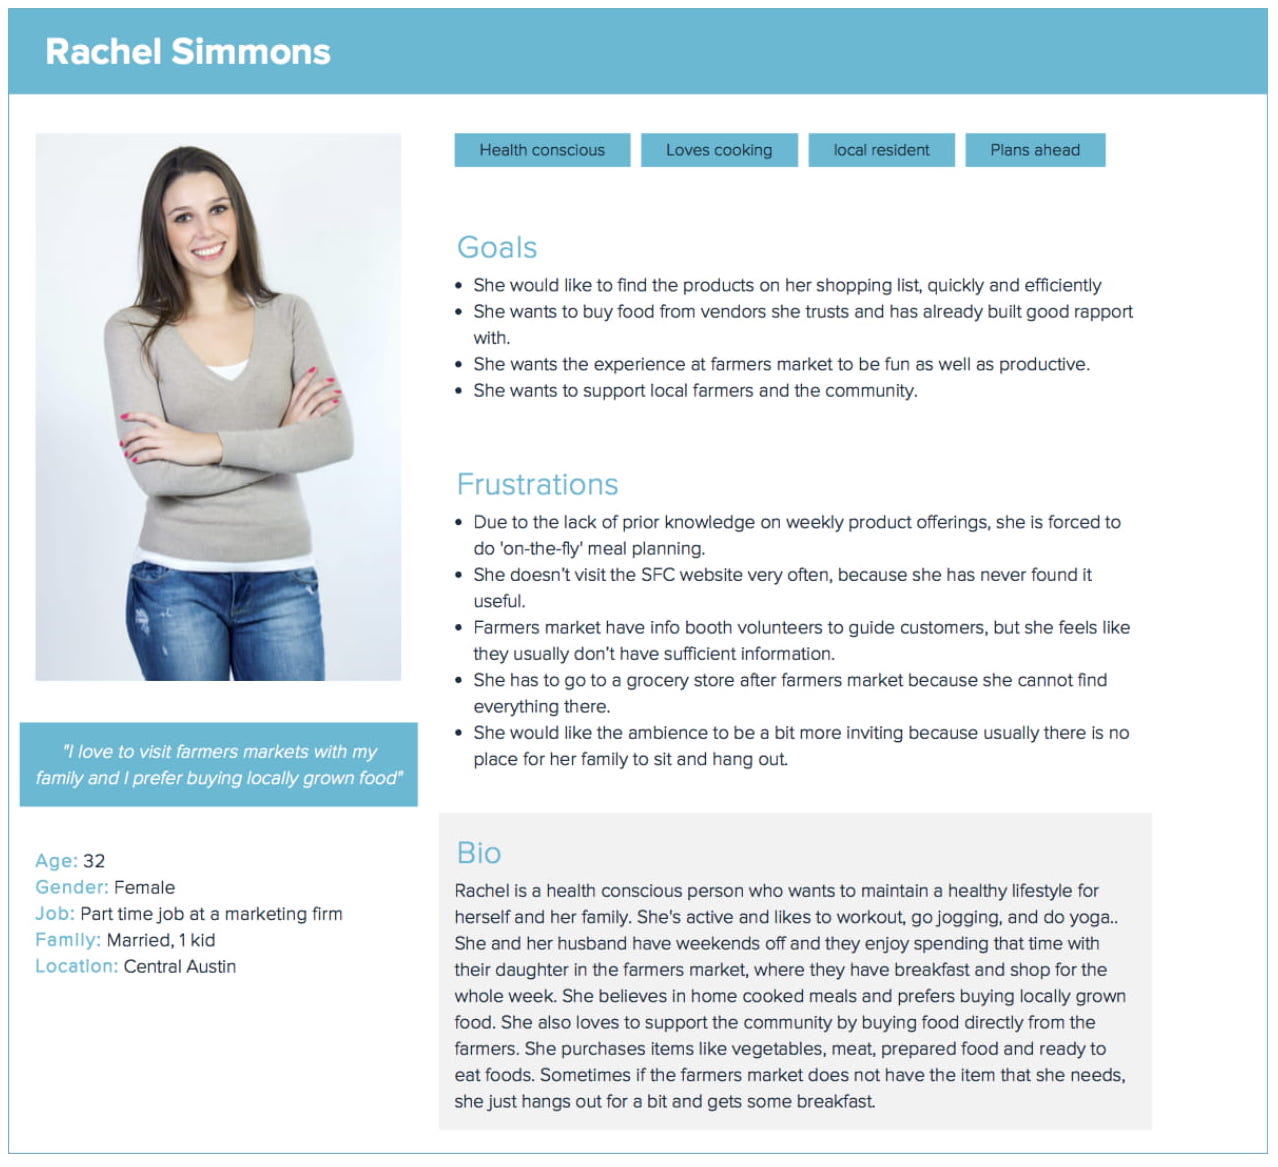 Rachel Simmons
Health conscious
Loves cooking
local resident
Plans ahead
Goals
• She would like to find the products on her shopping list, quickly and efficiently
• She wants to buy food from vendors she trusts and has already built good rapport
with.
• She wants the experience at farmers market to be fun as well as productive.
• She wants to support local farmers and the community.
Frustrations
• Due to the lack of prior knowledge on weekly product offerings, she is forced to
do 'on-the-fly' meal planning.
• She doesn't visit the SFC website very often, because she has never found it
useful.
• Farmers market have info booth volunteers to guide customers, but she feels like
they usually don't have sufficient information.
• She has to go to a grocery store after farmers market because she cannot find
everything there.
• She would like the ambience to be a bit more inviting because usually there is no
place for her family to sit and hang out.
"I love to visit farmers markets with my
family and I prefer buying locally grown food"
Age: 32
Gender: Female
Job: Part time job at a marketing firm
Family: Married, 1 kid
Location: Central Austin
Bio
Rachel is a health conscious person who wants to maintain a healthy lifestyle for
herself and her family. She's active and likes to workout, go jogging, and do yoga..
She and her husband have weekends off and they enjoy spending that time with
their daughter in the farmers market, where they have breakfast and shop for the
whole week. She believes in home cooked meals and prefers buying locally grown
food. She also loves to support the community by buying food directly from the
farmers. She purchases items like vegetables, meat, prepared food and ready to
eat foods. Sometimes if the farmers market does not have the item that she needs,
she just hangs out for a bit and gets some breakfast.